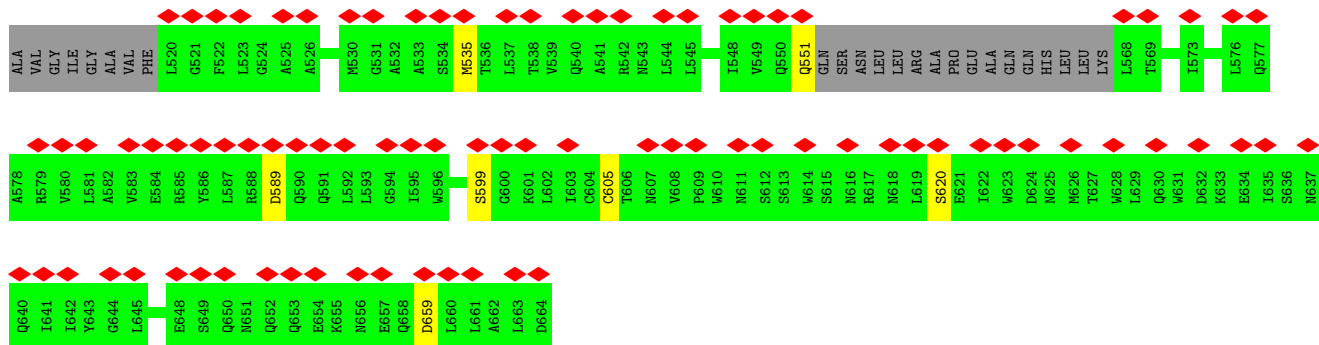 ALA VAL GLY ILE GLY ALA VAL PHE L520 G521 F522 L523 G524 A525 A526 M530 G531 A532 A533 S534 M535 T536 L537 T538 V539 Q540 A541 R542 N543 L544 L545 I548 V549 Q550 Q551 GLN SER ASN LEU LEU ARG ALA PRO GLU ALA GLN GLN HIS LEU LEU LYS L568 T569 I573 L576 Q577
A578 R579 V580 L581 A582 V583 E584 R585 Y586 L587 R588 D589 Q590 Q591 L592 L593 G594 I595 W596 S599 G600 K601 L602 I603 C604 C605 T606 N607 V608 P609 W610 N611 S612 S613 W614 S615 N616 R617 N618 L619 S620 E621 I622 W623 D624 N625 M626 T627 W628 L629 Q630 W631 D632 K633 E634 I635 S636 N637
Q640 I641 I642 Y643 G644 L645 E648 S649 Q650 N651 Q652 Q653 E654 K655 N656 E657 Q658 D659 L660 L661 A662 L663 D664